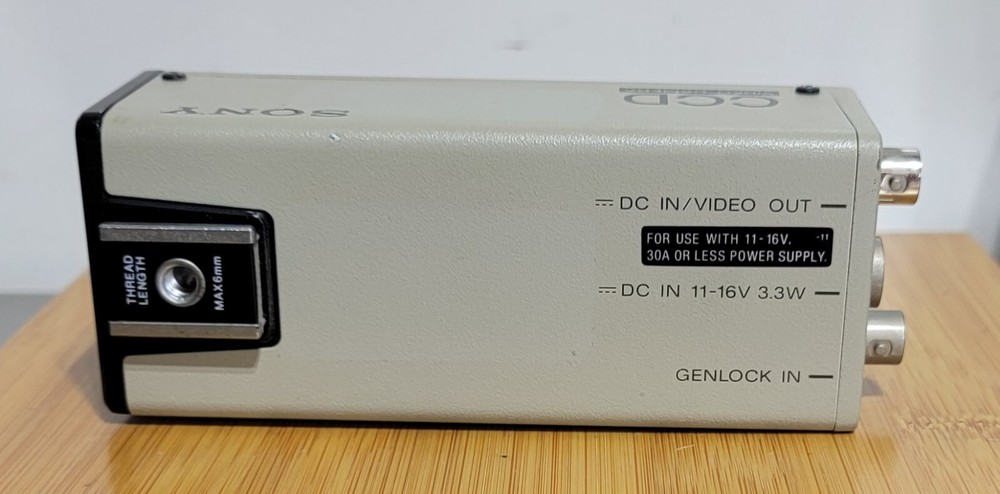 SONY
CCD
⎓ DC IN/VIDEO OUT
FOR USE WITH 11-16V, -11
30A OR LESS POWER SUPPLY.
⎓ DC IN 11-16V 3.3W
GENLOCK IN
THREAD
LENGTH
MAX6mm